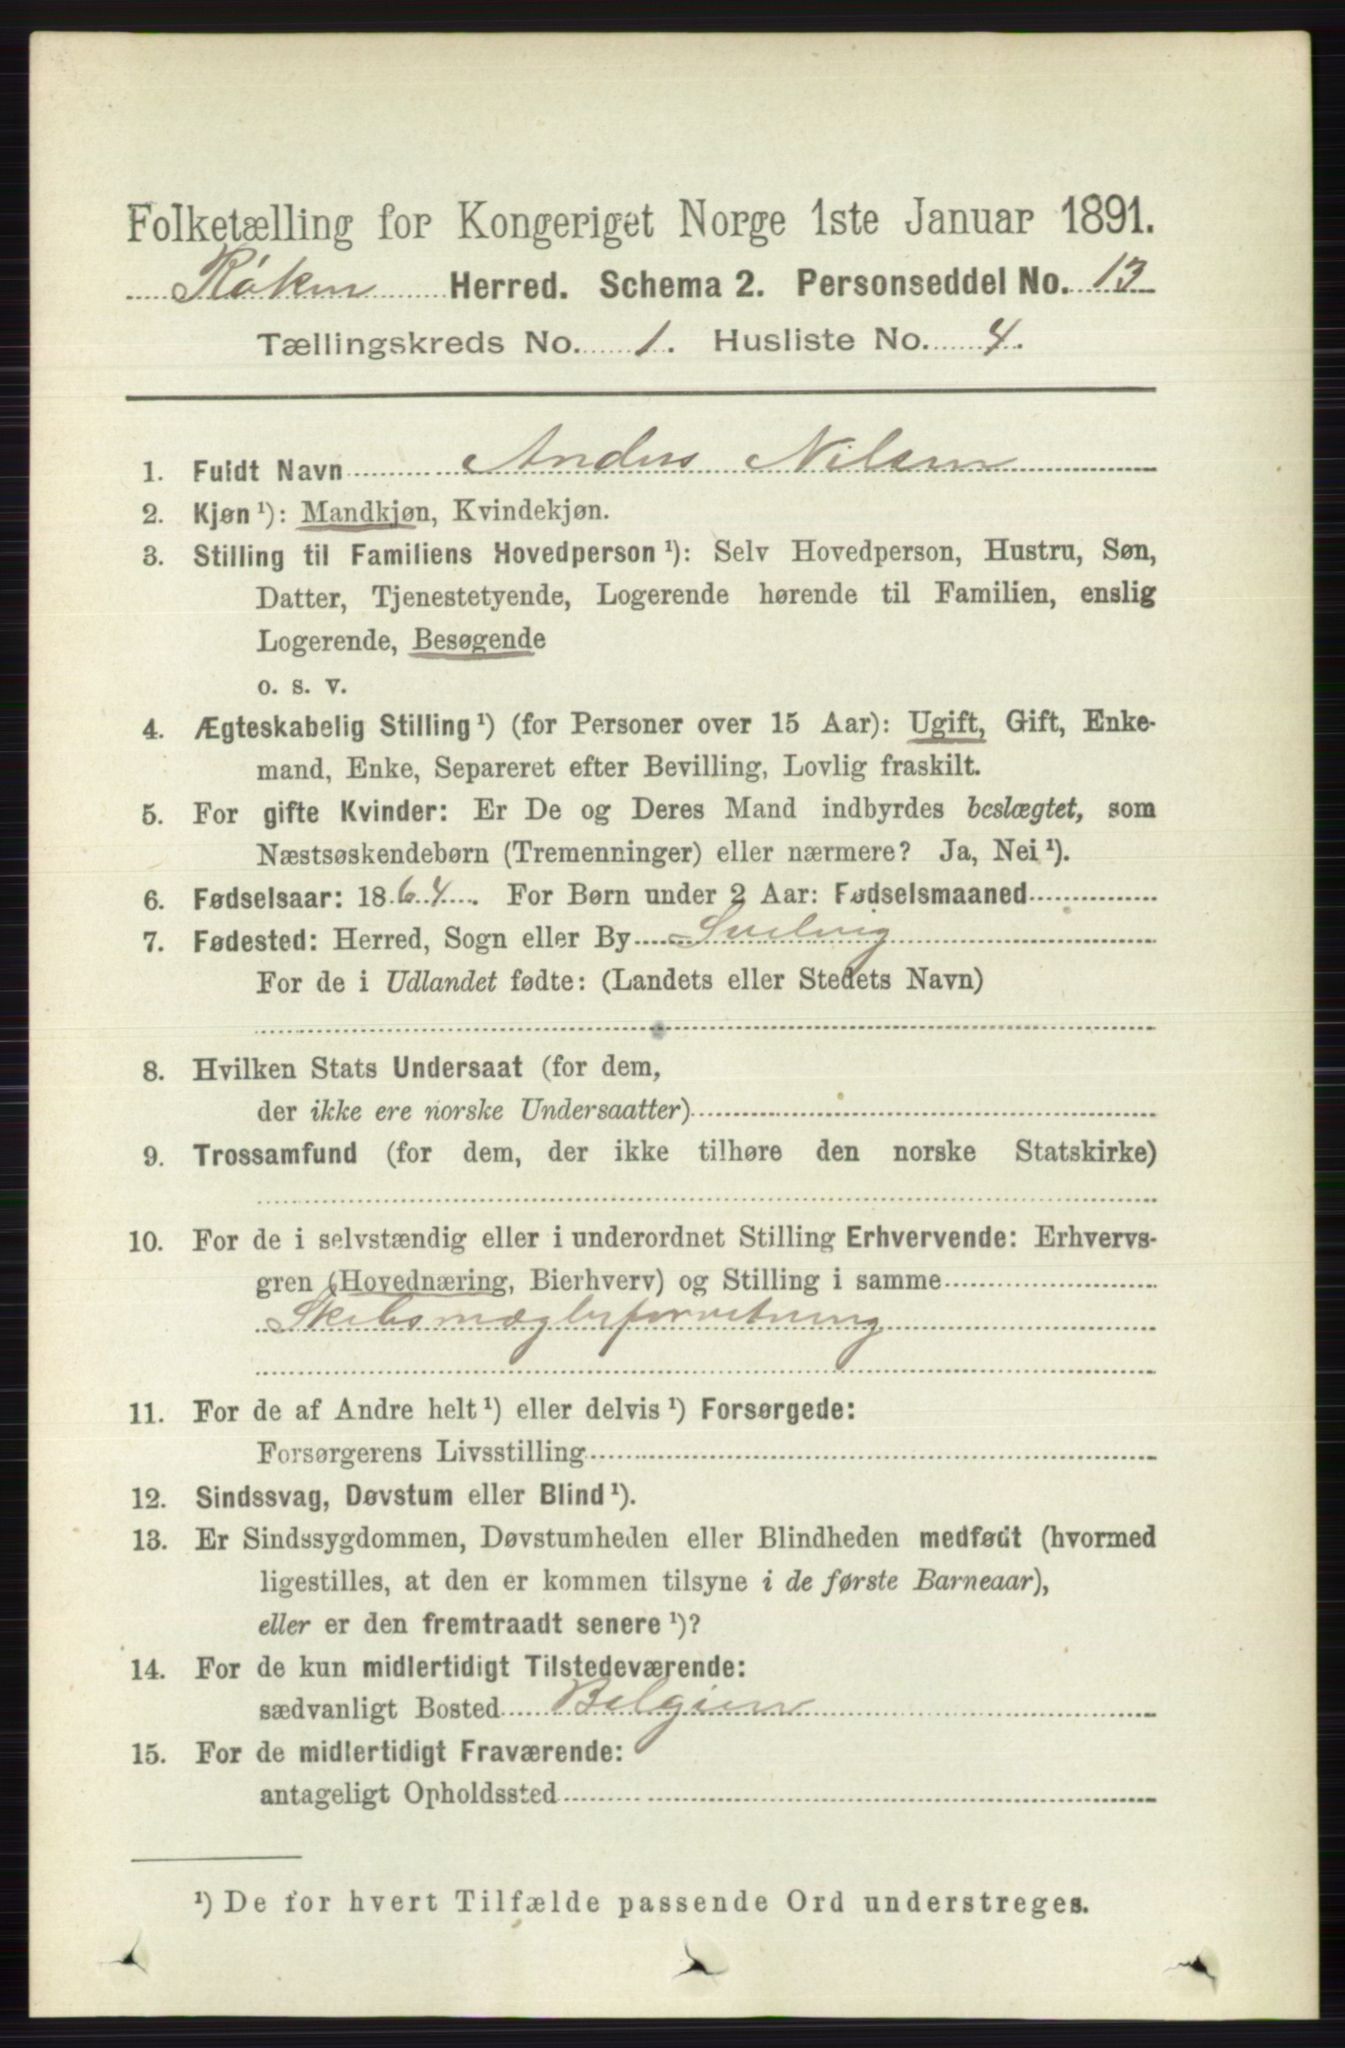 Folketælling for Kongeriget Norge 1ste Januar 1891.
Røken Herred. Schema 2. Personseddel No. 13
Tællingskreds No. 1. Husliste No. 4.
1. Fuldt Navn Anders Nilsen
2. Kjøn ¹): Mandkjøn, Kvindekjøn.
3. Stilling til Familiens Hovedperson ¹): Selv Hovedperson, Hustru, Søn,
Datter, Tjenestetyende, Logerende hørende til Familien, enslig
Logerende, Besøgende
o. s. v.
4. Ægteskabelig Stilling ¹) (for Personer over 15 Aar): Ugift, Gift, Enke-
mand, Enke, Separeret efter Bevilling, Lovlig fraskilt.
5. For gifte Kvinder: Er De og Deres Mand indbyrdes beslægtet, som
Næstsøskendebørn (Tremenninger) eller nærmere? Ja, Nei ¹).
6. Fødselsaar: 1864. For Børn under 2 Aar: Fødselsmaaned
7. Fødested: Herred, Sogn eller By Svelvig
For de i Udlandet fødte: (Landets eller Stedets Navn)
8. Hvilken Stats Undersaat (for dem,
der ikke ere norske Undersaatter)
9. Trossamfund (for dem, der ikke tilhøre den norske Statskirke)
10. For de i selvstændig eller i underordnet Stilling Erhvervende: Erhvervs-
gren (Hovednæring, Bierhverv) og Stilling i samme
Skibsmæglerforretning
11. For de af Andre helt ¹) eller delvis ¹) Forsørgede:
Forsørgerens Livsstilling
12. Sindssvag, Døvstum eller Blind ¹).
13. Er Sindssygdommen, Døvstumheden eller Blindheden medfødt (hvormed
ligestilles, at den er kommen tilsyne i de første Barneaar),
eller er den fremtraadt senere ¹)?
14. For de kun midlertidigt Tilstedeværende:
sædvanligt Bosted Belgien
15. For de midlertidigt Fraværende:
antageligt Opholdssted
¹) De for hvert Tilfælde passende Ord understreges.